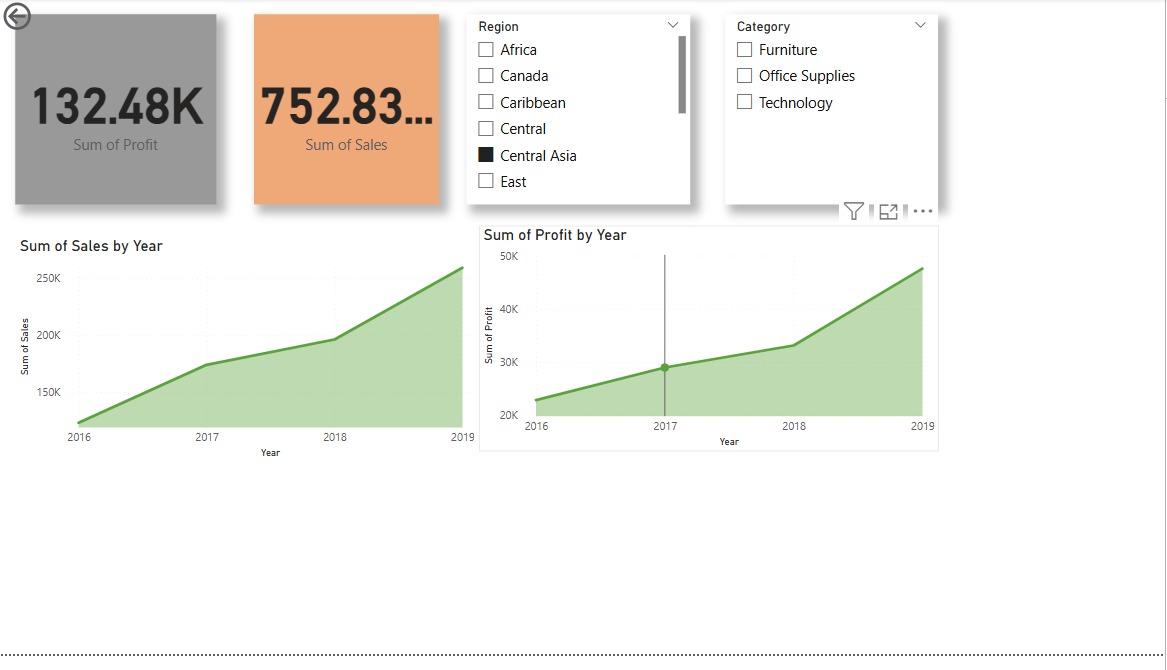 132.48K
Sum of Profit
752.83...
Sum of Sales
Region
Africa
Canada
Caribbean
Central
Central Asia
East
Category
Furniture
Office Supplies
Technology
Sum of Sales by Year
250K
200K
150K
Sum of Sales
2016 2017 2018 2019
Year
Sum of Profit by Year
50K
40K
30K
20K
Sum of Profit
2016 2017 2018 2019
Year